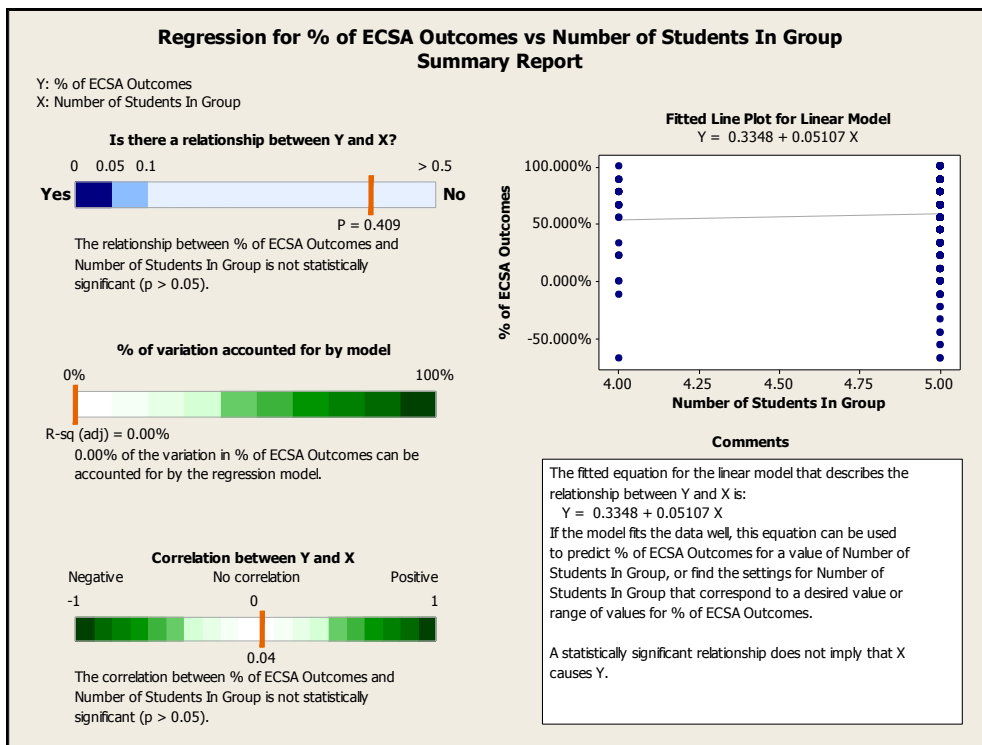 Regression for % of ECSA Outcomes vs Number of Students In Group
Summary Report
Y: % of ECSA Outcomes
X: Number of Students In Group
Is there a relationship between Y and X?
0 0.05 0.1 > 0.5
Yes No
P = 0.409
The relationship between % of ECSA Outcomes and
Number of Students In Group is not statistically
significant (p > 0.05).
% of variation accounted for by model
0% 100%
R-sq (adj) = 0.00%
0.00% of the variation in % of ECSA Outcomes can be
accounted for by the regression model.
Correlation between Y and X
Negative No correlation Positive
-1 0 1
0.04
The correlation between % of ECSA Outcomes and
Number of Students In Group is not statistically
significant (p > 0.05).
Fitted Line Plot for Linear Model
Y = 0.3348 + 0.05107 X
% of ECSA Outcomes
100.000%
50.000%
0.000%
-50.000%
4.00 4.25 4.50 4.75 5.00
Number of Students In Group
Comments
The fitted equation for the linear model that describes the
relationship between Y and X is:
Y = 0.3348 + 0.05107 X
If the model fits the data well, this equation can be used
to predict % of ECSA Outcomes for a value of Number of
Students In Group, or find the settings for Number of
Students In Group that correspond to a desired value or
range of values for % of ECSA Outcomes.
A statistically significant relationship does not imply that X
causes Y.